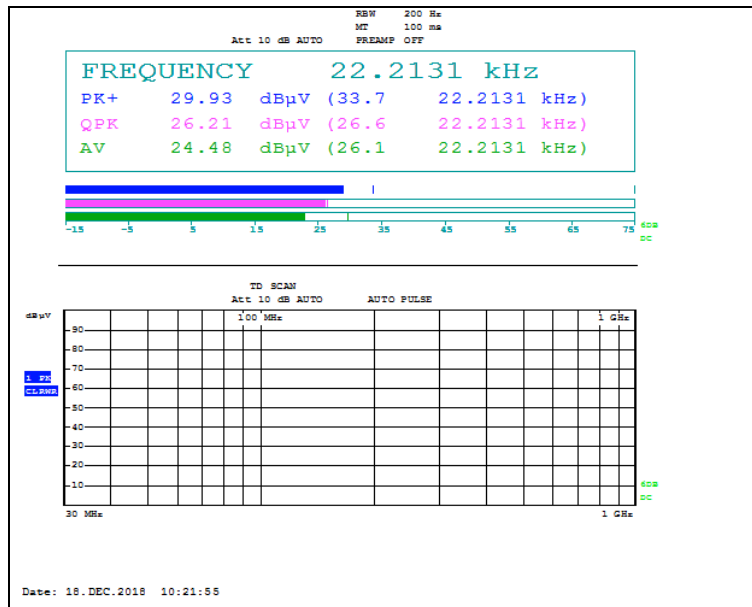 RBW 200 Hz
MT 100 ms
Att 10 dB AUTO PREAMP OFF
FREQUENCY 22.2131 kHz
PK+ 29.93 dBµV (33.7 22.2131 kHz)
QPK 26.21 dBµV (26.6 22.2131 kHz)
AV 24.48 dBµV (26.1 22.2131 kHz)
-15 -5 5 15 25 35 45 55 65 75
6DB
DC
TD SCAN
Att 10 dB AUTO AUTO PULSE
dBµV
100 MHz 1 GHz
90
80
70
1 PK
60
CLRWR
50
40
30
20
10
6DB
DC
30 MHz 1 GHz
Date: 18.DEC.2018 10:21:55